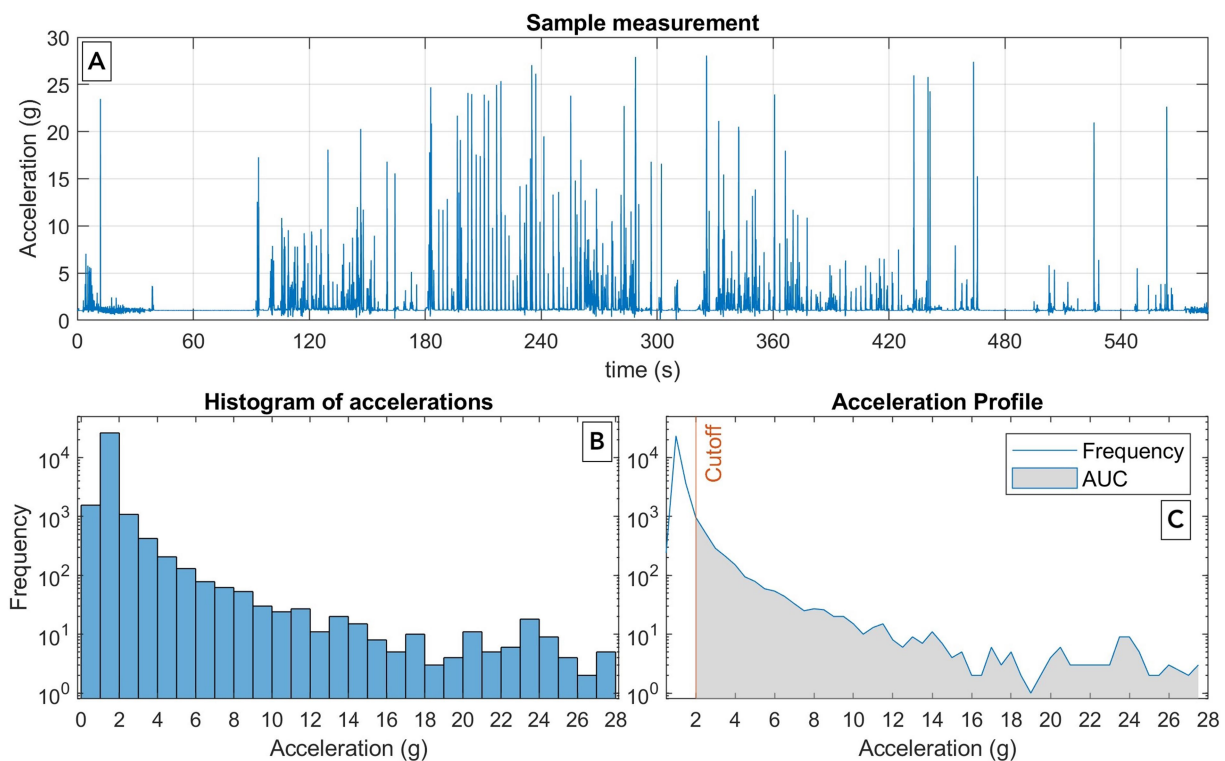 Sample measurement
A
Acceleration (g)
30
25
20
15
10
5
0
0 60 120 180 240 300 360 420 480 540
time (s)
Histogram of accelerations
B
Frequency
10^4
10^3
10^2
10^1
10^0
0 2 4 6 8 10 12 14 16 18 20 22 24 26 28
Acceleration (g)
Acceleration Profile
Cutoff
Frequency
AUC
C
10^4
10^3
10^2
10^1
10^0
2 4 6 8 10 12 14 16 18 20 22 24 26 28
Acceleration (g)